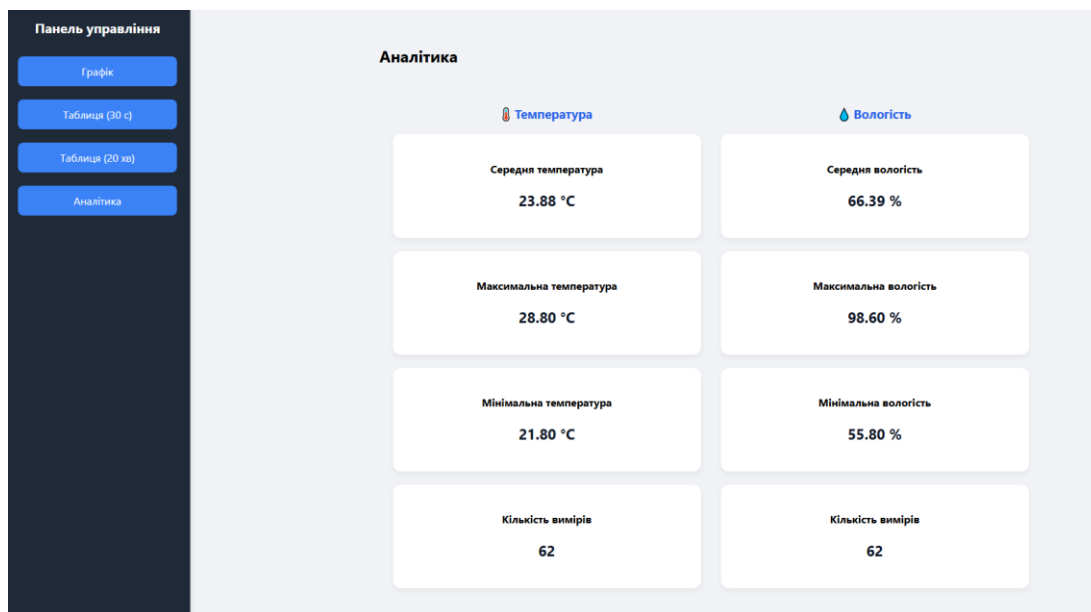 Панель управління
Графік
Таблиця (30 с)
Таблиця (20 хв)
Аналітика
Аналітика
Температура
Середня температура
23.88 °C
Максимальна температура
28.80 °C
Мінімальна температура
21.80 °C
Кількість вимірів
62
Вологість
Середня вологість
66.39 %
Максимальна вологість
98.60 %
Мінімальна вологість
55.80 %
Кількість вимірів
62